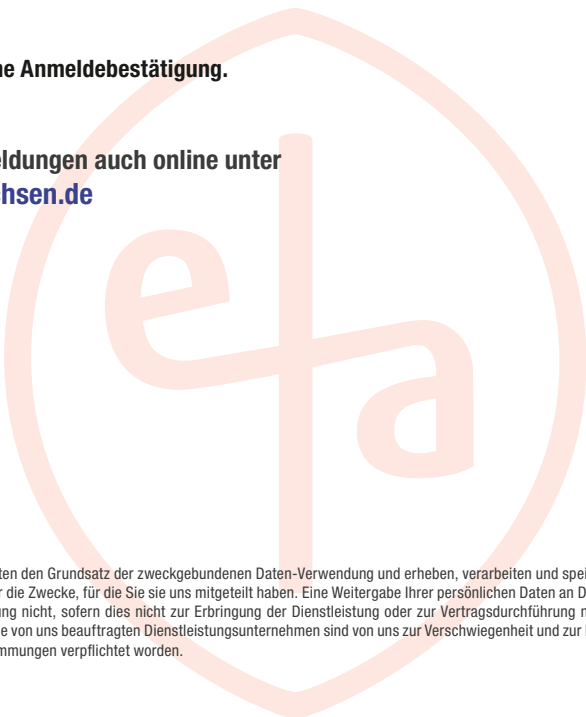 ne Anmeldebestätigung.
eldungen auch online unter
chsen.de
e a
ten den Grundsatz der zweckgebundenen Daten-Verwendung und erheben, verarbeiten und spei
r die Zwecke, für die Sie sie uns mitgeteilt haben. Eine Weitergabe Ihrer persönlichen Daten an D
ung nicht, sofern dies nicht zur Erbringung der Dienstleistung oder zur Vertragsdurchführung n
e von uns beauftragten Dienstleistungsunternehmen sind von uns zur Verschwiegenheit und zur
mmungen verpflichtet worden.